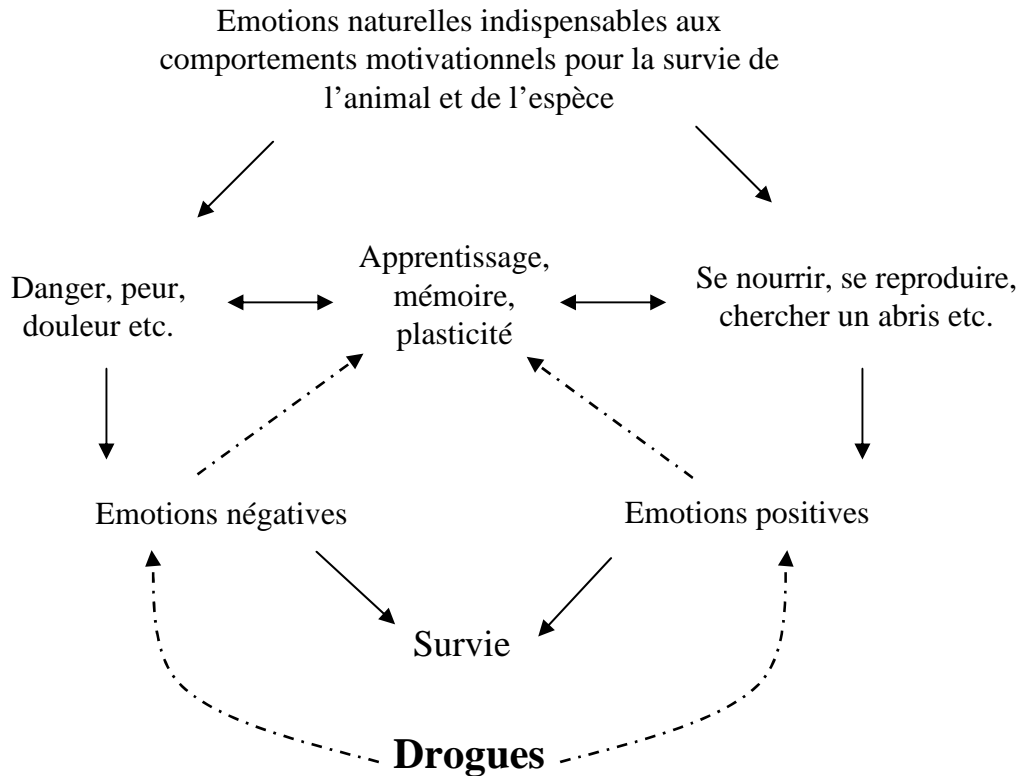 Emotions naturelles indispensables aux
comportements motivationnels pour la survie de
l’animal et de l’espèce
Danger, peur,
douleur etc.
Apprentissage,
mémoire,
plasticité
Se nourrir, se reproduire,
chercher un abris etc.
Emotions négatives
Emotions positives
Survie
Drogues